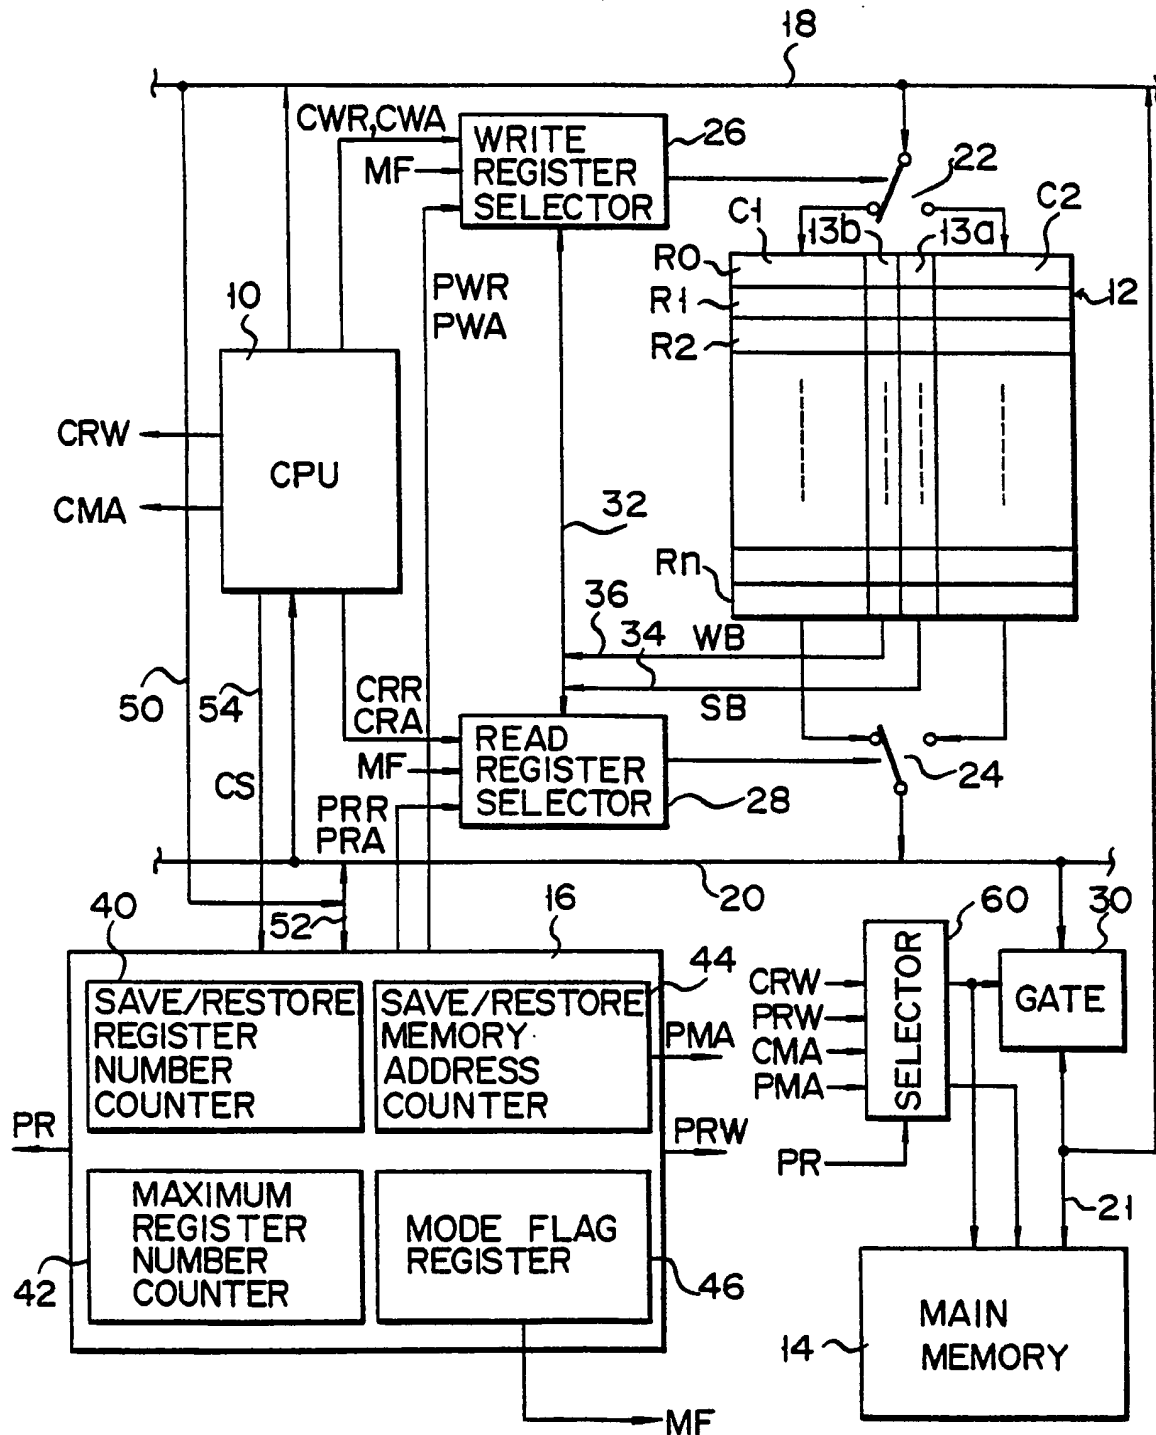 18
CWR,CWA
WRITE
REGISTER
SELECTOR
26
MF
22
C1
13b
13a
C2
R0
R1
R2
12
10
PWR
PWA
CRW
CPU
CMA
32
Rn
36
34
WB
SB
50
54
CRR
CRA
READ
REGISTER
SELECTOR
MF
24
28
CS
PRR
PRA
20
52
16
40
60
30
44
SAVE/RESTORE
REGISTER
NUMBER
COUNTER
SAVE/RESTORE
MEMORY
ADDRESS
COUNTER
PMA
CRW
PRW
CMA
PMA
SELECTOR
GATE
PR
PRW
PR
MAXIMUM
REGISTER
NUMBER
COUNTER
42
MODE FLAG
REGISTER
46
21
MAIN
MEMORY
14
MF